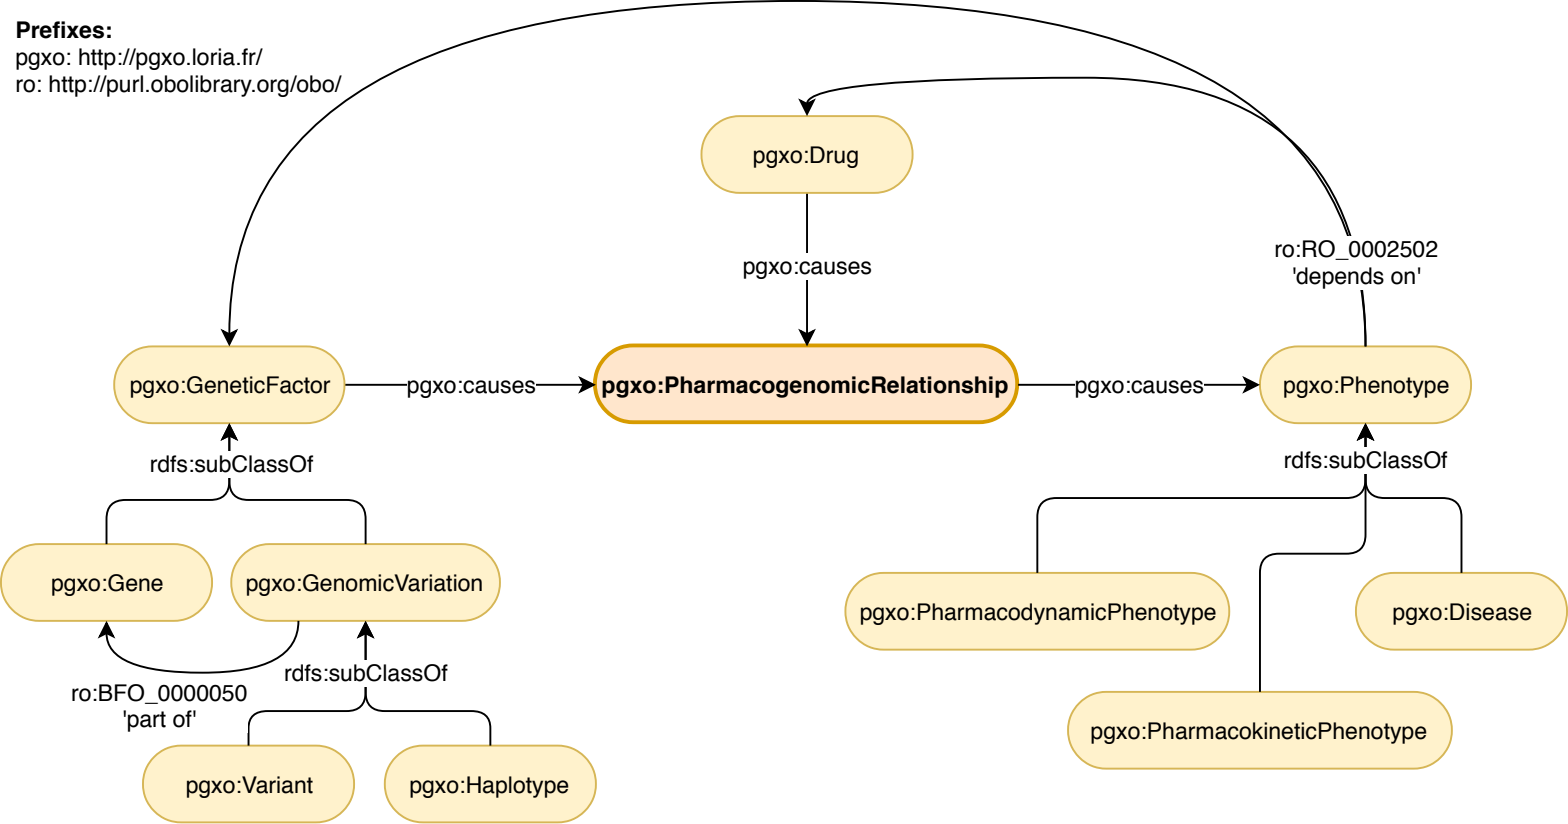 Prefixes:
pgxo: http://pgxo.loria.fr/
ro: http://purl.obolibrary.org/obo/
pgxo:Drug
ro:RO_0002502
'depends on'
pgxo:causes
pgxo:GeneticFactor
pgxo:causes
pgxo:PharmacogenomicRelationship
pgxo:causes
pgxo:Phenotype
rdfs:subClassOf
rdfs:subClassOf
pgxo:Gene
pgxo:GenomicVariation
pgxo:PharmacodynamicPhenotype
pgxo:Disease
rdfs:subClassOf
ro:BFO_0000050
'part of'
pgxo:PharmacokineticPhenotype
pgxo:Variant
pgxo:Haplotype